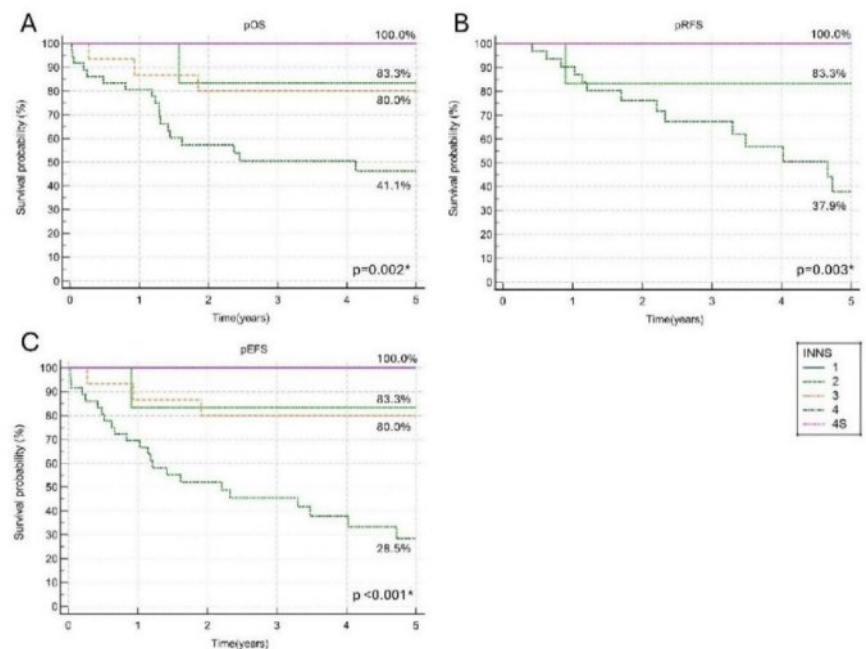 A
pOS
Survival probability (%)
100
90
80
70
60
50
40
30
20
10
0
100.0%
83.3%
80.0%
41.1%
p=0.002*
0 1 2 3 4 5
Time(years)
B
pRFS
Survival probability (%)
100
90
80
70
60
50
40
30
20
10
0
100.0%
83.3%
37.9%
p=0.003*
0 1 2 3 4 5
Time(years)
C
pEFS
Survival probability (%)
100
90
80
70
60
50
40
30
20
10
0
100.0%
83.3%
80.0%
28.5%
p <0.001*
0 1 2 3 4 5
Time(years)
INNS
1
2
3
4
4S